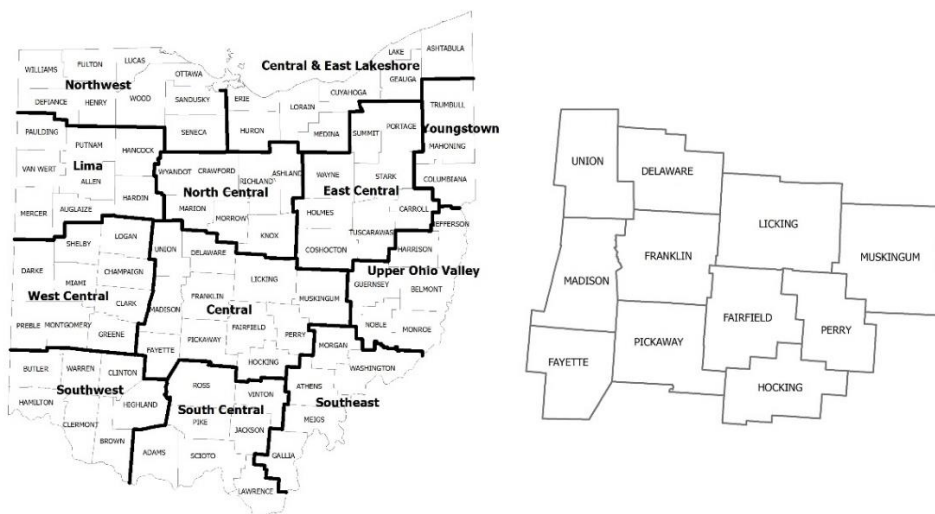 LAKE
ASHTABULA
FULTON
LUCAS
WILLIAMS
OTTAWA
Central & East Lakeshore
GEAUGA
Northwest
CUYAHOGA
DEFIANCE
HENRY
WOOD
SANDUSKY
ERIE
LORAIN
TRUMBULL
PAULDING
SENECA
HURON
MEDINA
SUMMIT
PORTAGE
Youngstown
PUTNAM
HANCOCK
MAHONING
VAN WERT
Lima
ALLEN
WYANDOT
CRAWFORD
RICHLAND
ASHLAND
WAYNE
STARK
COLUMBIANA
North Central
East Central
MERCER
AUGLAIZE
HARDIN
MARION
MORROW
HOLMES
CARROLL
JEFFERSON
KNOX
TUSCARAWAS
LOGAN
SHELBY
UNION
DELAWARE
COSHOCTON
HARRISON
DARKE
CHAMPAIGN
LICKING
Upper Ohio Valley
MIAMI
GUERNSEY
BELMONT
West Central
CLARK
MADISON
FRANKLIN
MUSKINGUM
Central
PREBLE
MONTGOMERY
GREENE
FAIRFIELD
NOBLE
MONROE
FAYETTE
PICKAWAY
PERRY
MORGAN
HOCKING
WASHINGTON
BUTLER
WARREN
CLINTON
ROSS
ATHENS
Southwest
VINTON
Southeast
HAMILTON
HIGHLAND
South Central
MEIGS
CLERMONT
PIKE
JACKSON
BROWN
ADAMS
SCIOTO
GALLIA
LAWRENCE
UNION
DELAWARE
LICKING
MUSKINGUM
FRANKLIN
MADISON
FAIRFIELD
PERRY
FAYETTE
PICKAWAY
HOCKING